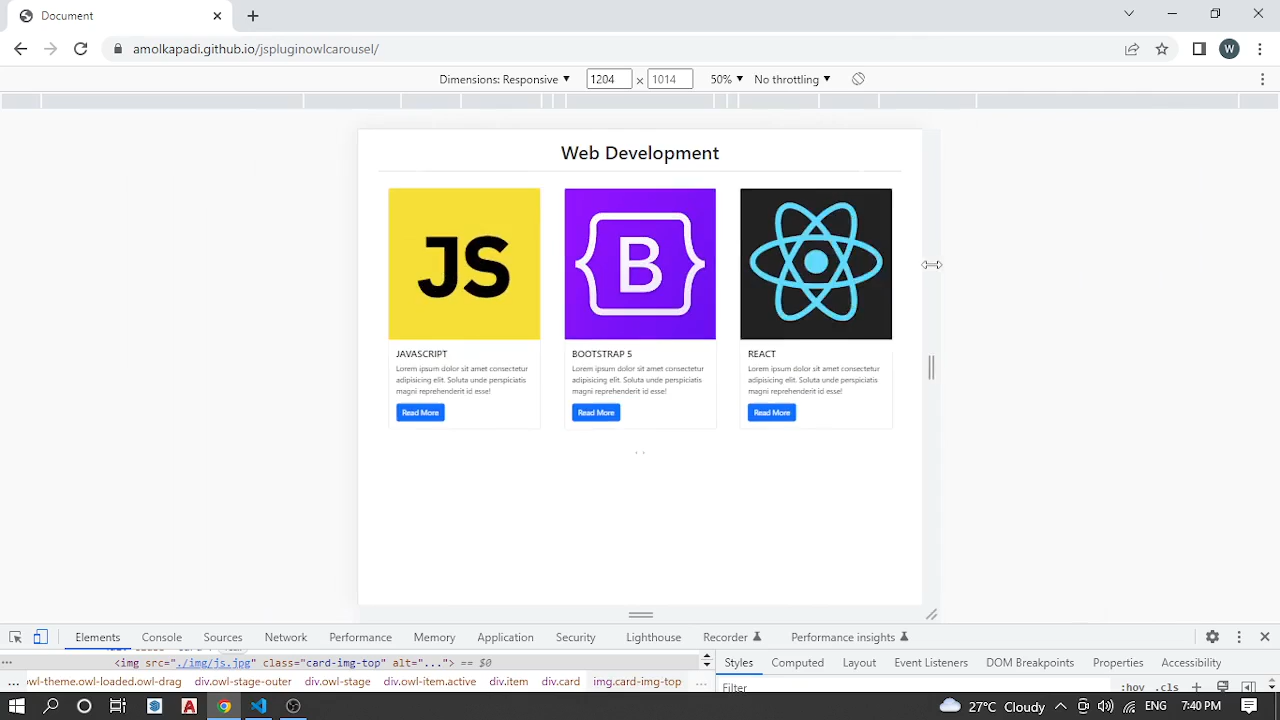 Document
amolkapadi.github.io/jspluginowlcarousel/
W
Dimensions: Responsive 1204 × 1014 50% No throttling
Web Development
JS
B
JAVASCRIPT
Lorem ipsum dolor sit amet consectetur
adipisicing elit. Soluta unde perspiciatis
magni reprehenderit id esse!
Read More
BOOTSTRAP 5
Lorem ipsum dolor sit amet consectetur
adipisicing elit. Soluta unde perspiciatis
magni reprehenderit id esse!
Read More
REACT
Lorem ipsum dolor sit amet consectetur
adipisicing elit. Soluta unde perspiciatis
magni reprehenderit id esse!
Read More
Elements Console Sources Network Performance Memory Application Security Lighthouse Recorder Performance insights
<img src="./img/js.jpg" class="card-img-top" alt="..."> == $0
Styles Computed Layout Event Listeners DOM Breakpoints Properties Accessibility
... owl-theme.owl-loaded.owl-drag div.owl-stage-outer div.owl-stage div.owl-item.active div.item div.card img.card-img-top ...
Filter :hov .cls
27°C Cloudy ENG 7:40 PM